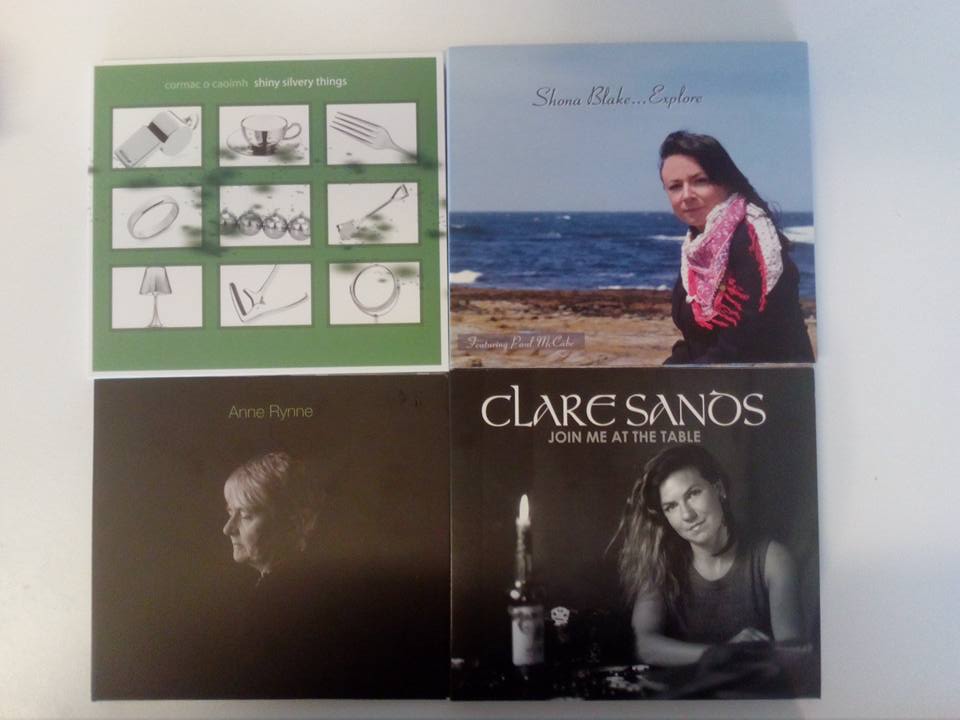 cormac o caoimh shiny silvery things
Shona Blake...Explore
Featuring Paul McCabe
Anne Rynne
CLARE SANDS
JOIN ME AT THE TABLE